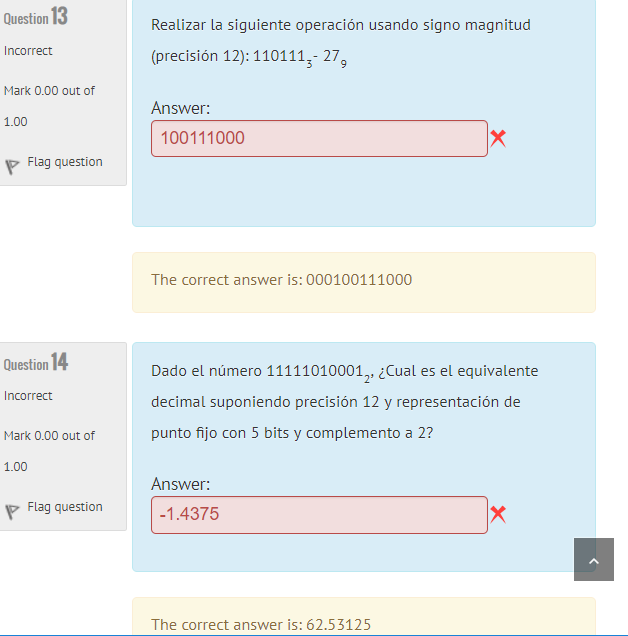 Question 13
Incorrect
Mark 0.00 out of
1.00
Flag question
Realizar la siguiente operación usando signo magnitud
(precisión 12): 110111₃- 27₉
Answer:
100111000
The correct answer is: 000100111000
Question 14
Incorrect
Mark 0.00 out of
1.00
Flag question
Dado el número 11111010001₂, ¿Cual es el equivalente
decimal suponiendo precisión 12 y representación de
punto fijo con 5 bits y complemento a 2?
Answer:
-1.4375
The correct answer is: 62.53125